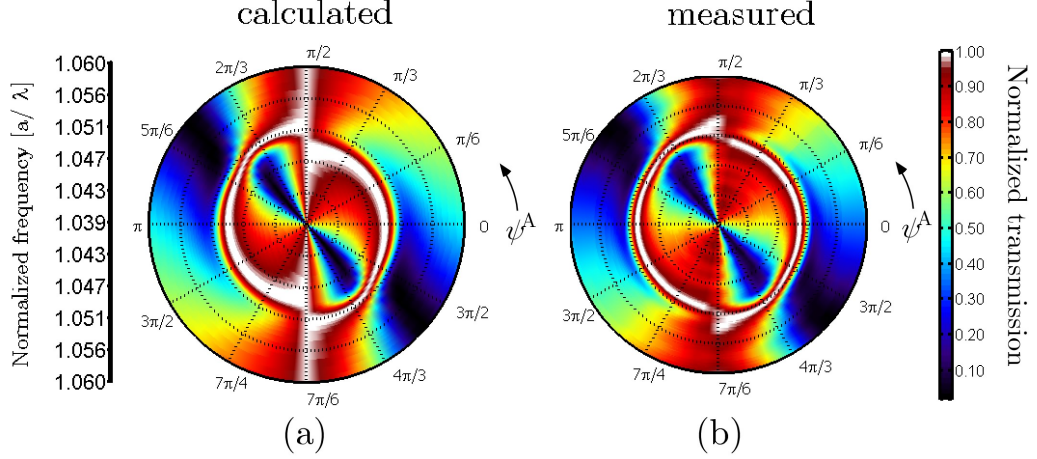 calculated
measured
Normalized frequency [a/ λ]
1.060
1.056
1.051
1.047
1.043
1.039
1.043
1.047
1.051
1.056
1.060
π/2
π/3
π/6
0
3π/2
4π/3
7π/6
7π/4
3π/2
π
5π/6
2π/3
ψA
(a)
π/2
π/3
π/6
0
3π/2
4π/3
7π/6
7π/4
3π/2
π
5π/6
2π/3
ψA
(b)
1.00
0.90
0.80
0.70
0.60
0.50
0.40
0.30
0.20
0.10
Normalized transmission